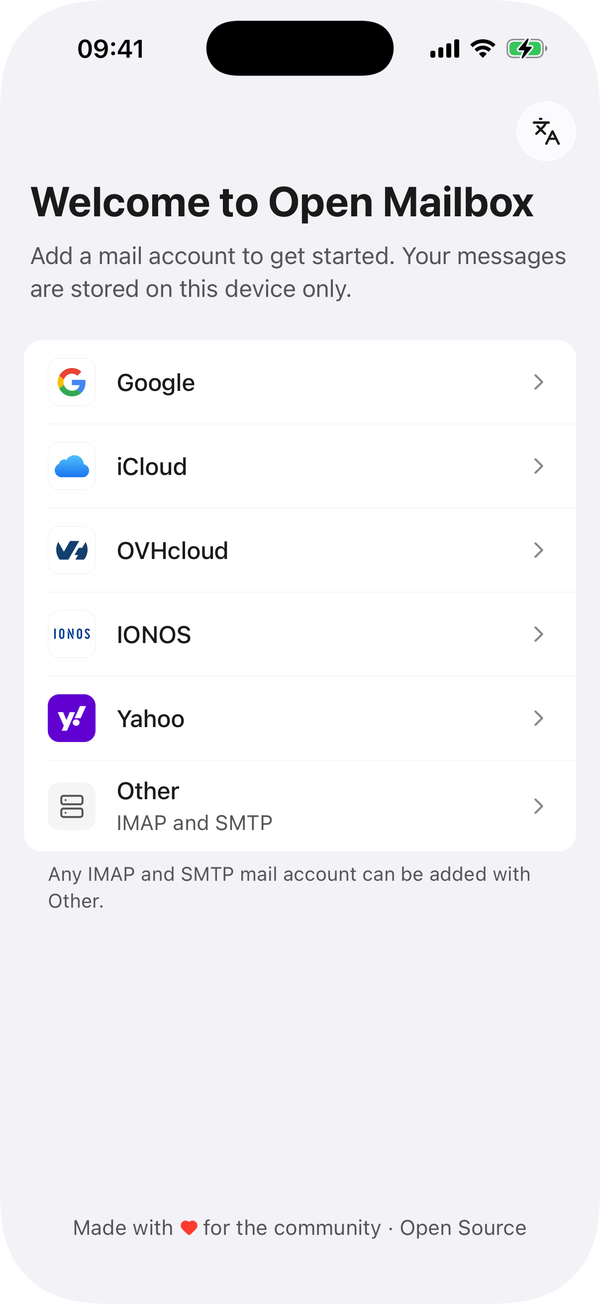 09:41
Welcome to Open Mailbox
Add a mail account to get started. Your messages
are stored on this device only.
Google
iCloud
OVHcloud
IONOS
IONOS
Yahoo
Other
IMAP and SMTP
Any IMAP and SMTP mail account can be added with
Other.
Made with ❤️ for the community · Open Source